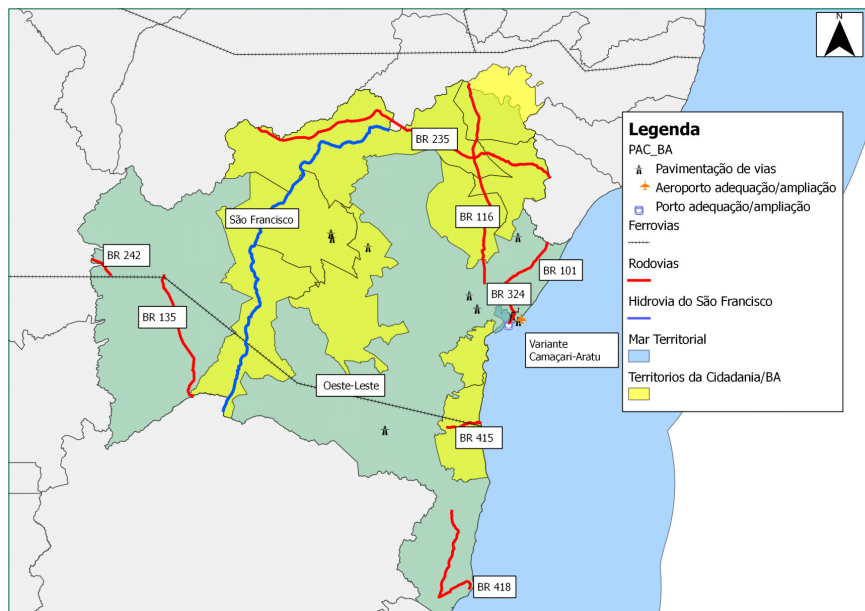 N
BR 235
São Francisco
BR 116
BR 242
BR 101
BR 324
BR 135
Variante
Camaçari-Aratu
Oeste-Leste
BR 415
BR 418
Legenda
PAC_BA
Pavimentação de vias
Aeroporto adequação/ampliação
Porto adequação/ampliação
Ferrovias
Rodovias
Hidrovia do São Francisco
Mar Territorial
Territorios da Cidadania/BA